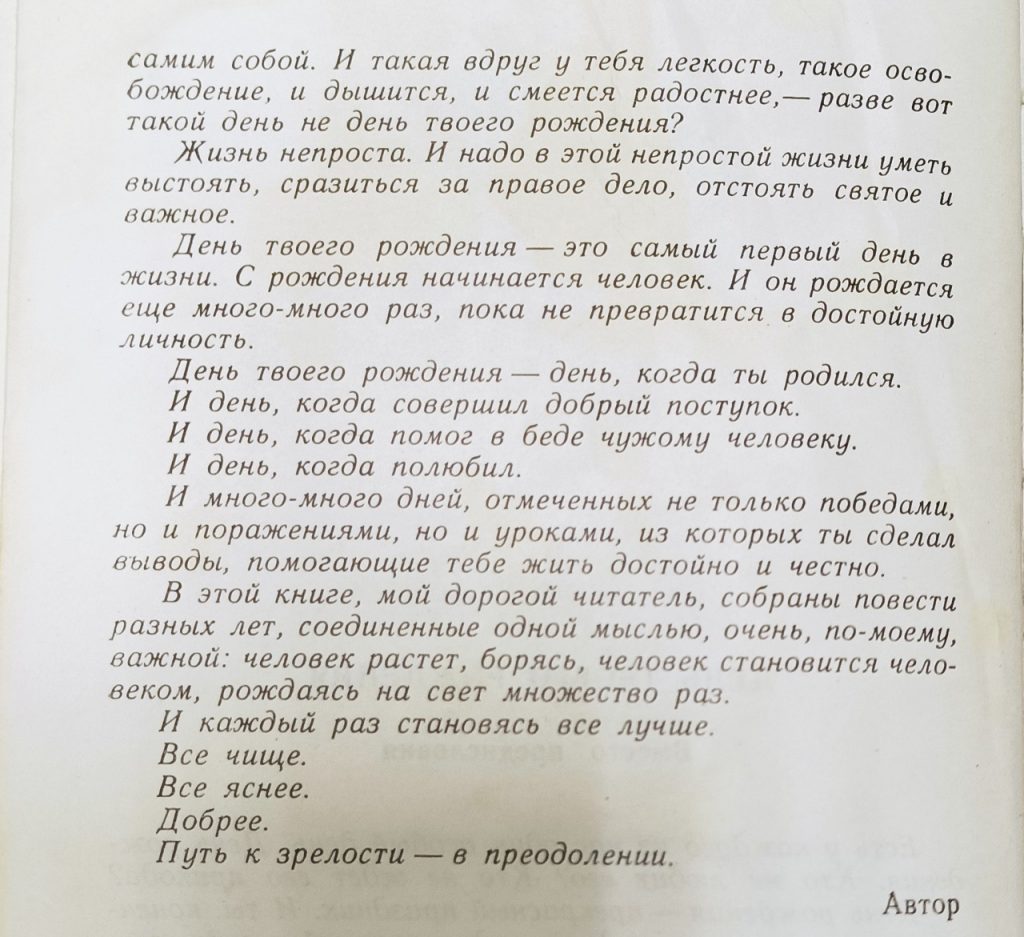 самим собой. И такая вдруг у тебя легкость, такое осво-
бождение, и дышится, и смеется радостнее,— разве вот
такой день не день твоего рождения?
Жизнь непроста. И надо в этой непростой жизни уметь
выстоять, сразиться за правое дело, отстоять святое и
важное.
День твоего рождения — это самый первый день в
жизни. С рождения начинается человек. И он рождается
еще много-много раз, пока не превратится в достойную
личность.
День твоего рождения — день, когда ты родился.
И день, когда совершил добрый поступок.
И день, когда помог в беде чужому человеку.
И день, когда полюбил.
И много-много дней, отмеченных не только победами,
но и поражениями, но и уроками, из которых ты сделал
выводы, помогающие тебе жить достойно и честно.
В этой книге, мой дорогой читатель, собраны повести
разных лет, соединенные одной мыслью, очень, по-моему,
важной: человек растет, борясь, человек становится чело-
веком, рождаясь на свет множество раз.
И каждый раз становясь все лучше.
Все чище.
Все яснее.
Добрее.
Путь к зрелости — в преодолении.
Автор